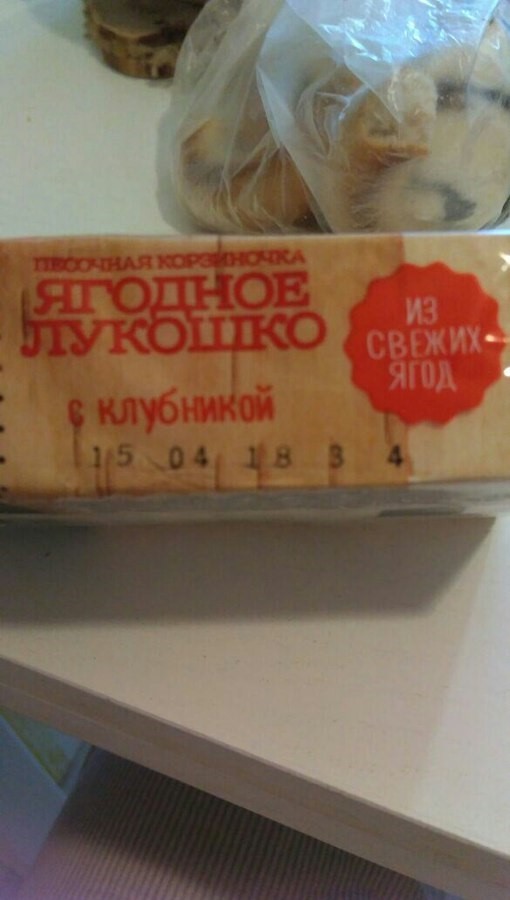 ПЕСОЧНАЯ КОРЗИНОЧКА
ЯГОДНОЕ
ЛУКОШКО
с клубникой
ИЗ
СВЕЖИХ
ЯГОД
15 04 18 3 4